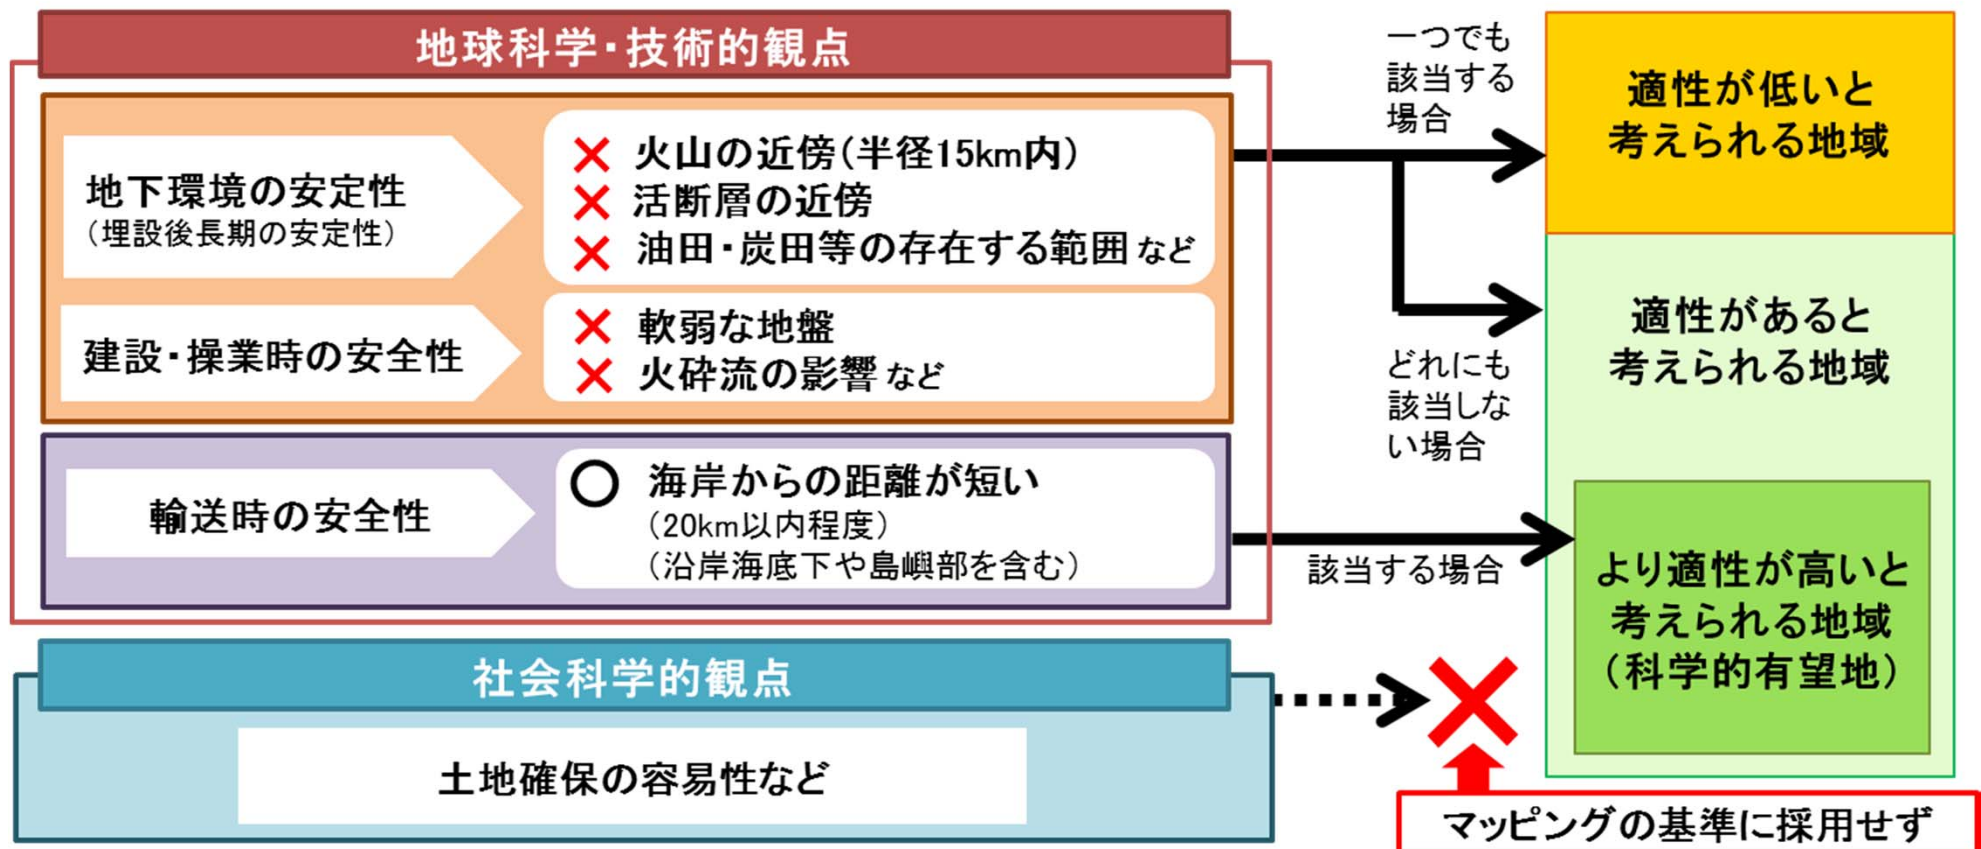 地球科学・技術的観点
地下環境の安定性
（埋設後長期の安定性）
× 火山の近傍（半径15km内）
× 活断層の近傍
× 油田・炭田等の存在する範囲 など
建設・操業時の安全性
× 軟弱な地盤
× 火砕流の影響 など
輸送時の安全性
○ 海岸からの距離が短い
（20km以内程度）
（沿岸海底下や島嶼部を含む）
社会科学的観点
土地確保の容易性など
一つでも
該当する
場合
どれにも
該当しな
い場合
該当する場合
適性が低いと
考えられる地域
適性があると
考えられる地域
より適性が高いと
考えられる地域
（科学的有望地）
マッピングの基準に採用せず